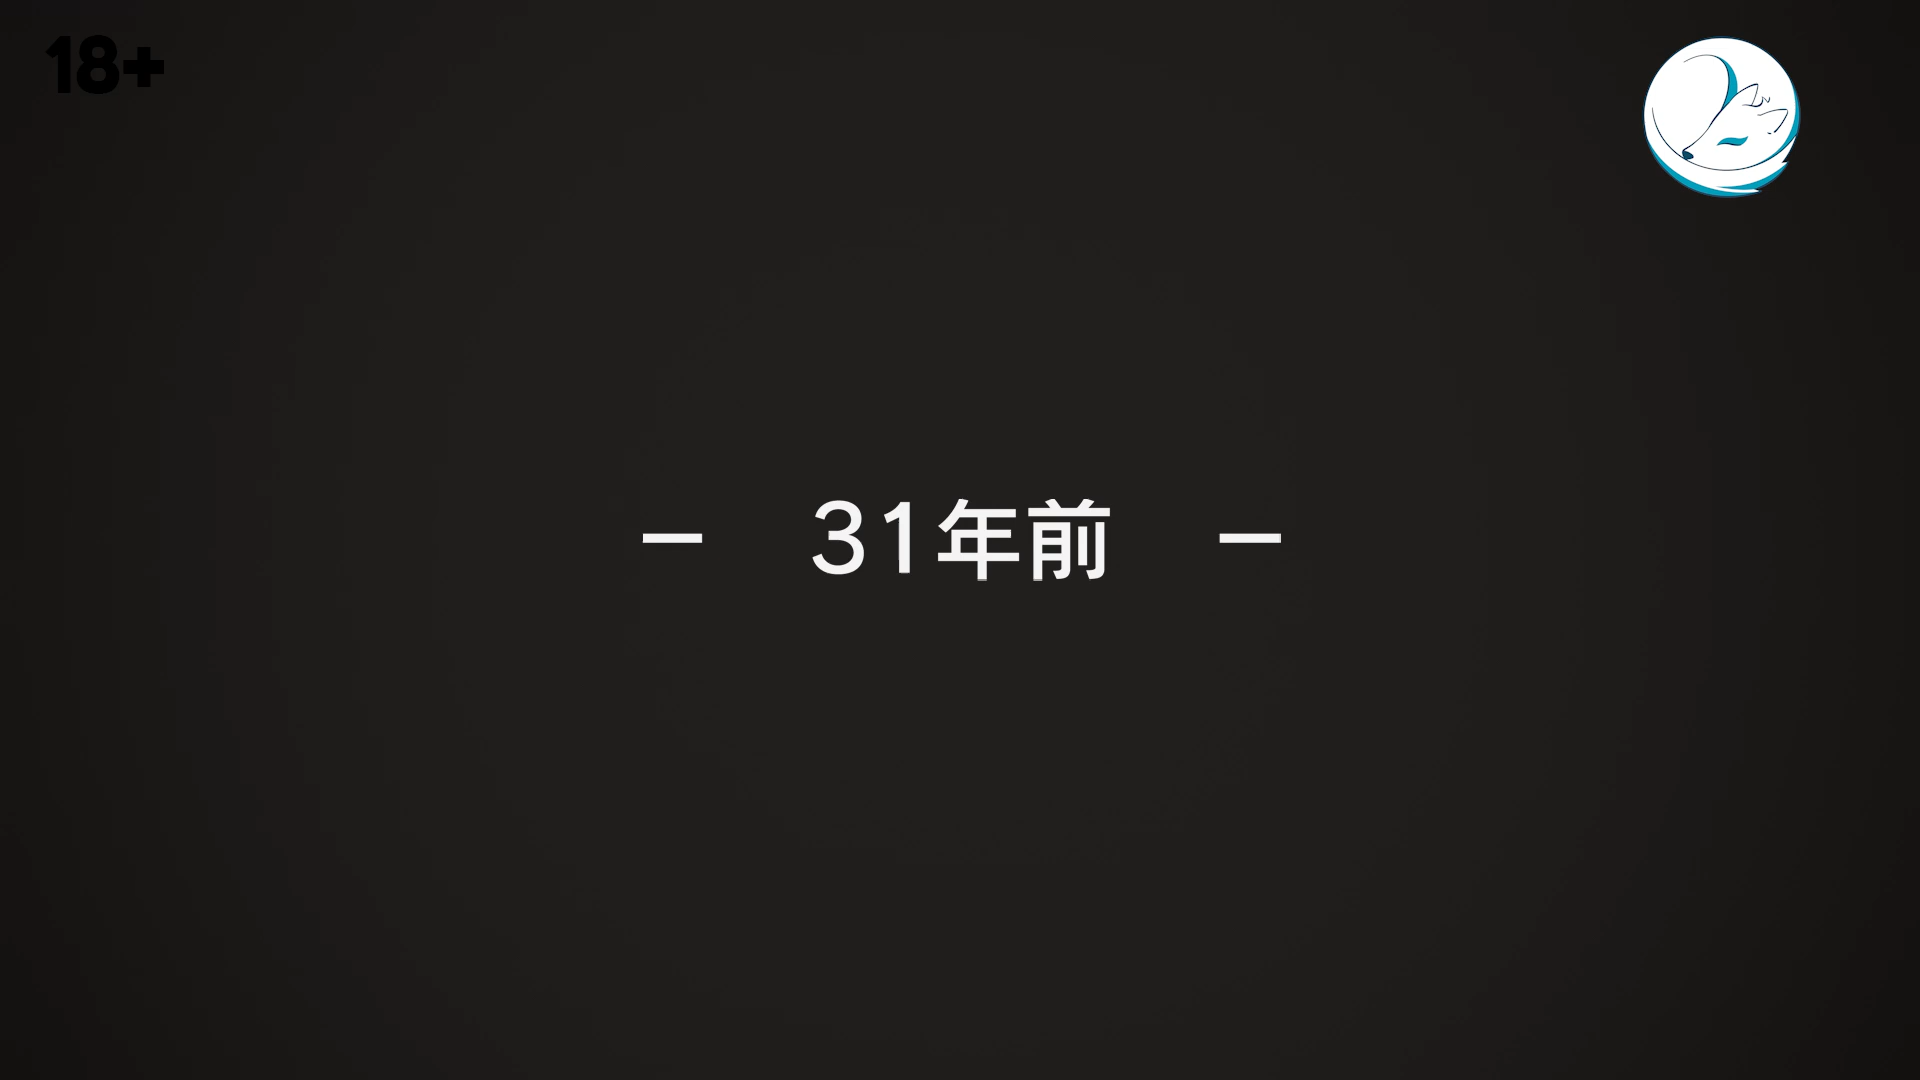 18+
— 31年前 —